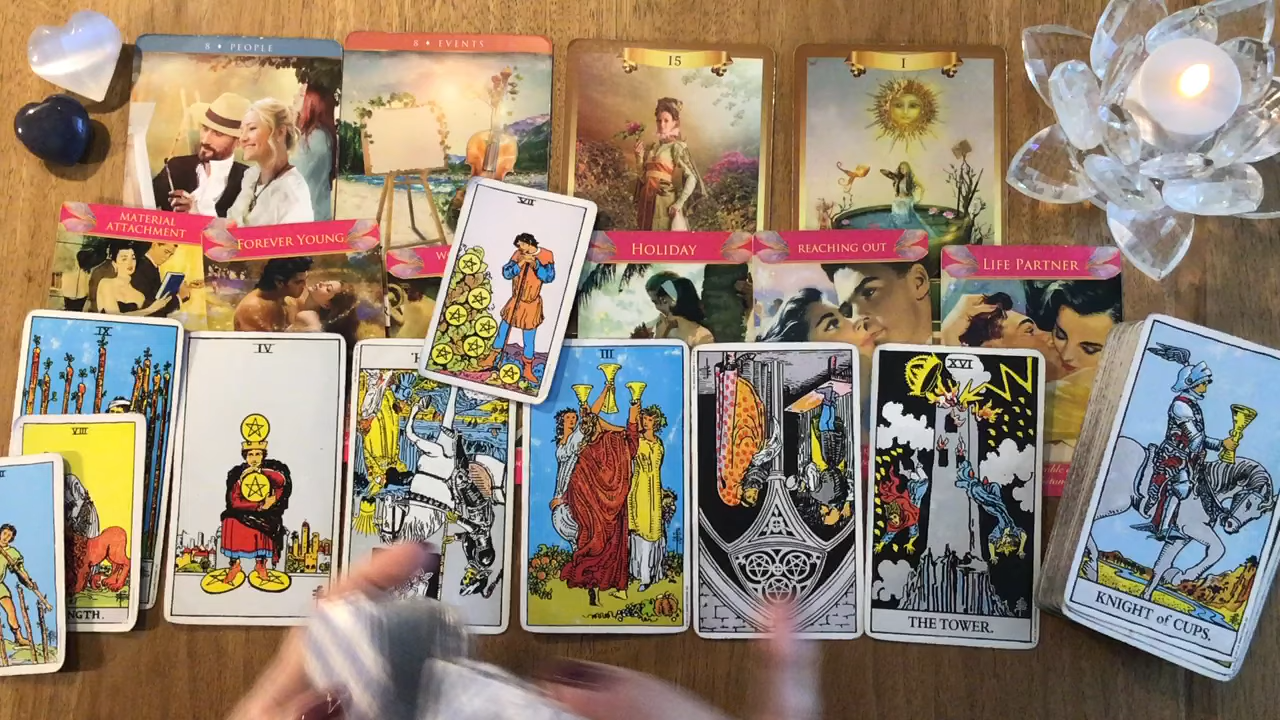 8 • PEOPLE
8 • EVENTS
15
I
MATERIAL
ATTACHMENT
FOREVER YOUNG
HOLIDAY
REACHING OUT
LIFE PARTNER
VII
IX
IV
III
XVI
VIII
NGTH.
THE TOWER.
KNIGHT of CUPS.